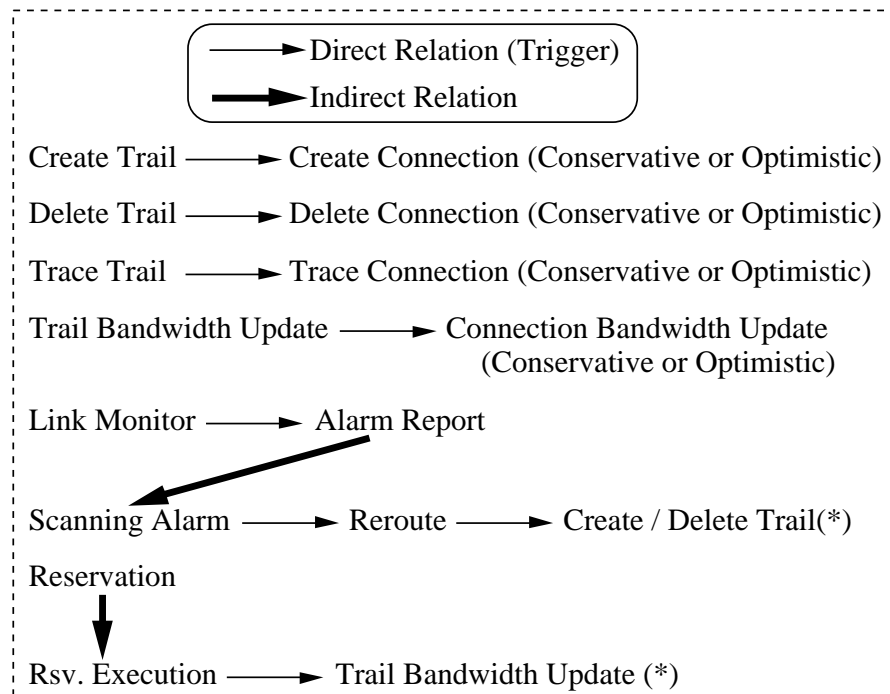 Direct Relation (Trigger)
Indirect Relation
Create Trail Create Connection (Conservative or Optimistic)
Delete Trail Delete Connection (Conservative or Optimistic)
Trace Trail Trace Connection (Conservative or Optimistic)
Trail Bandwidth Update Connection Bandwidth Update
(Conservative or Optimistic)
Link Monitor Alarm Report
Scanning Alarm Reroute Create / Delete Trail(*)
Reservation
Rsv. Execution Trail Bandwidth Update (*)